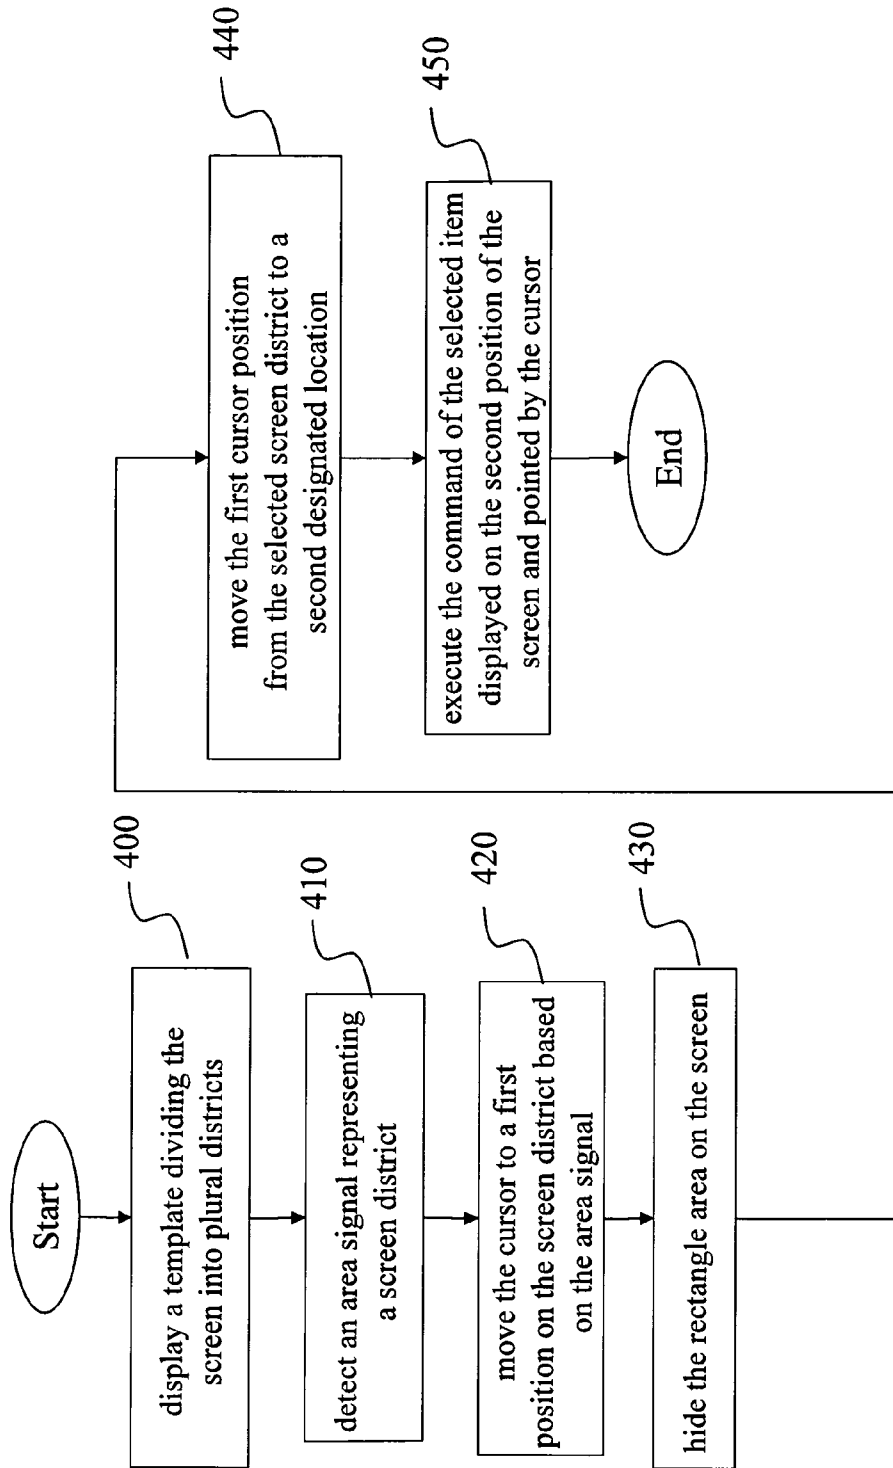 Start
400
display a template dividing the
screen into plural districts
410
detect an area signal representing
a screen district
420
move the cursor to a first
position on the screen district based
on the area signal
430
hide the rectangle area on the screen
440
move the first cursor position
from the selected screen district to a
second designated location
450
execute the command of the selected item
displayed on the second position of the
screen and pointed by the cursor
End